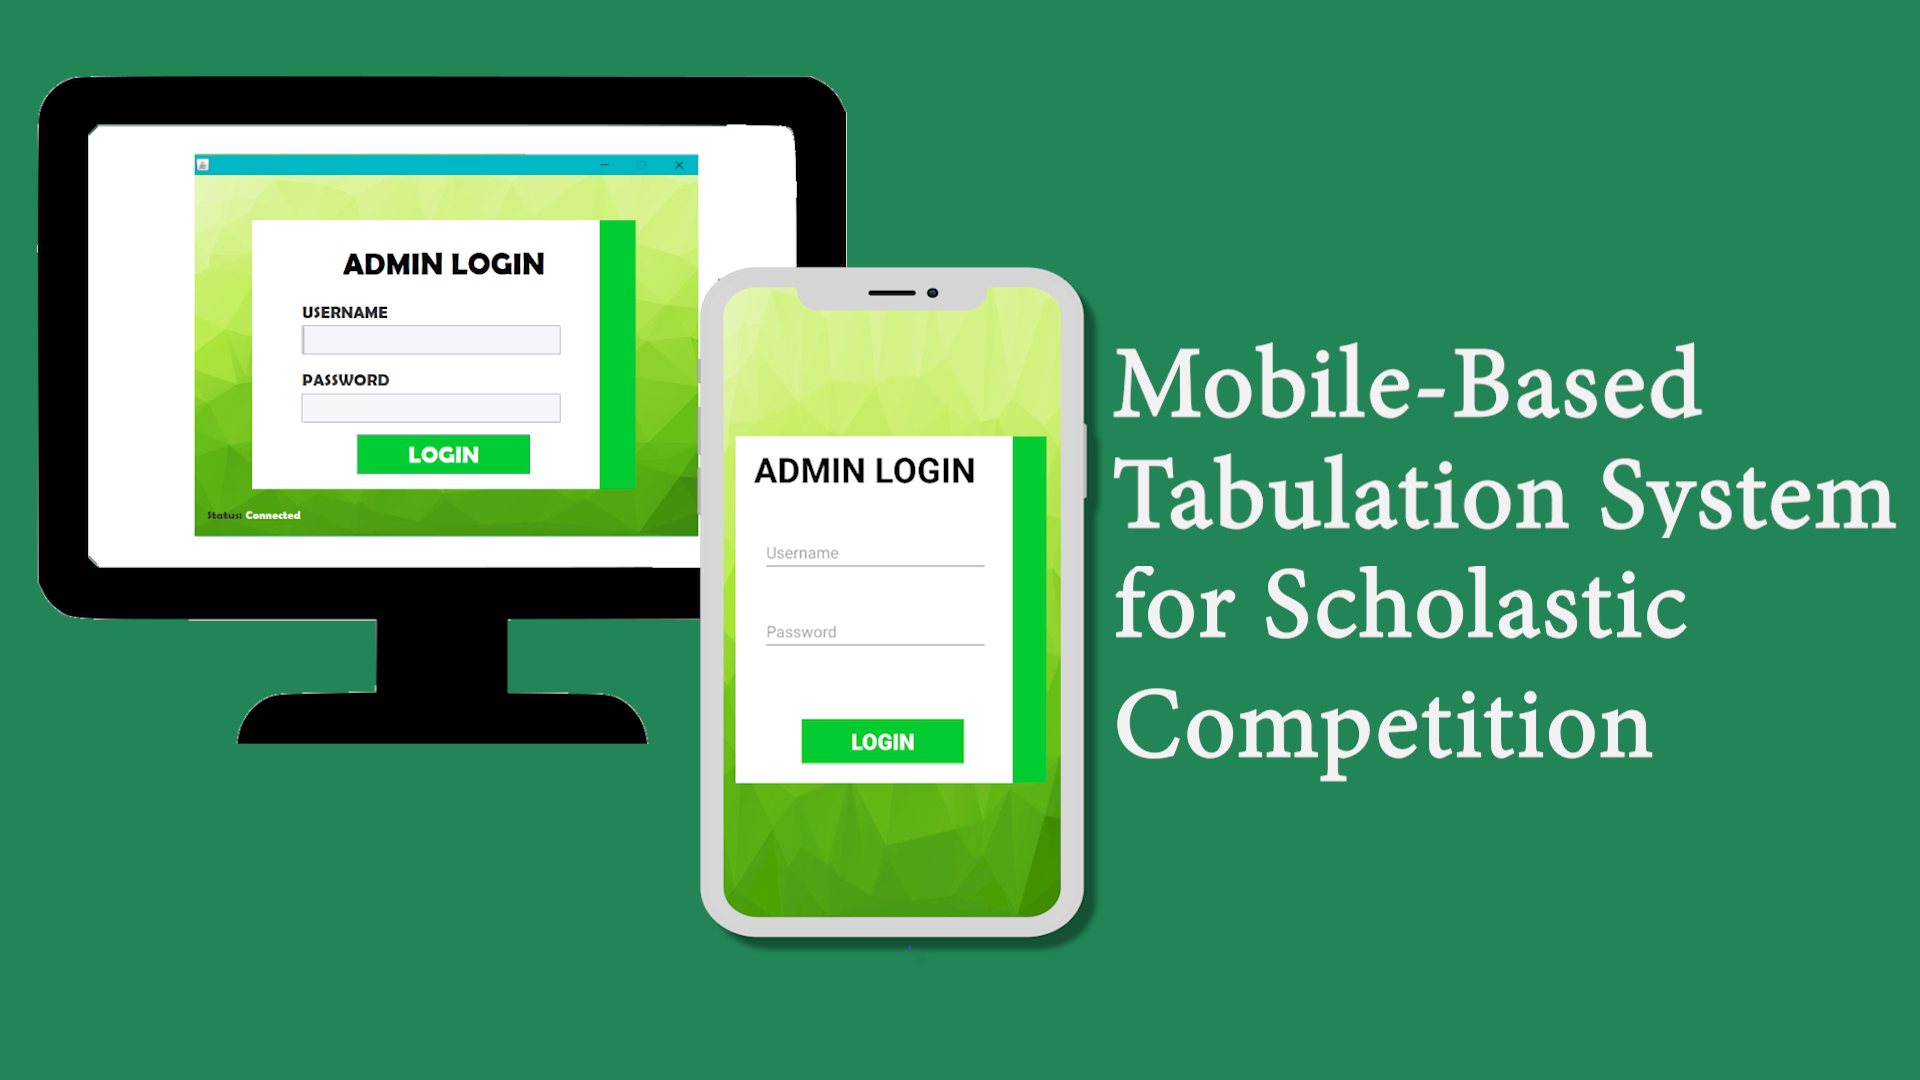 ADMIN LOGIN
USERNAME
PASSWORD
LOGIN
Status: Connected
ADMIN LOGIN
Username
Password
LOGIN
Mobile-Based
Tabulation System
for Scholastic
Competition